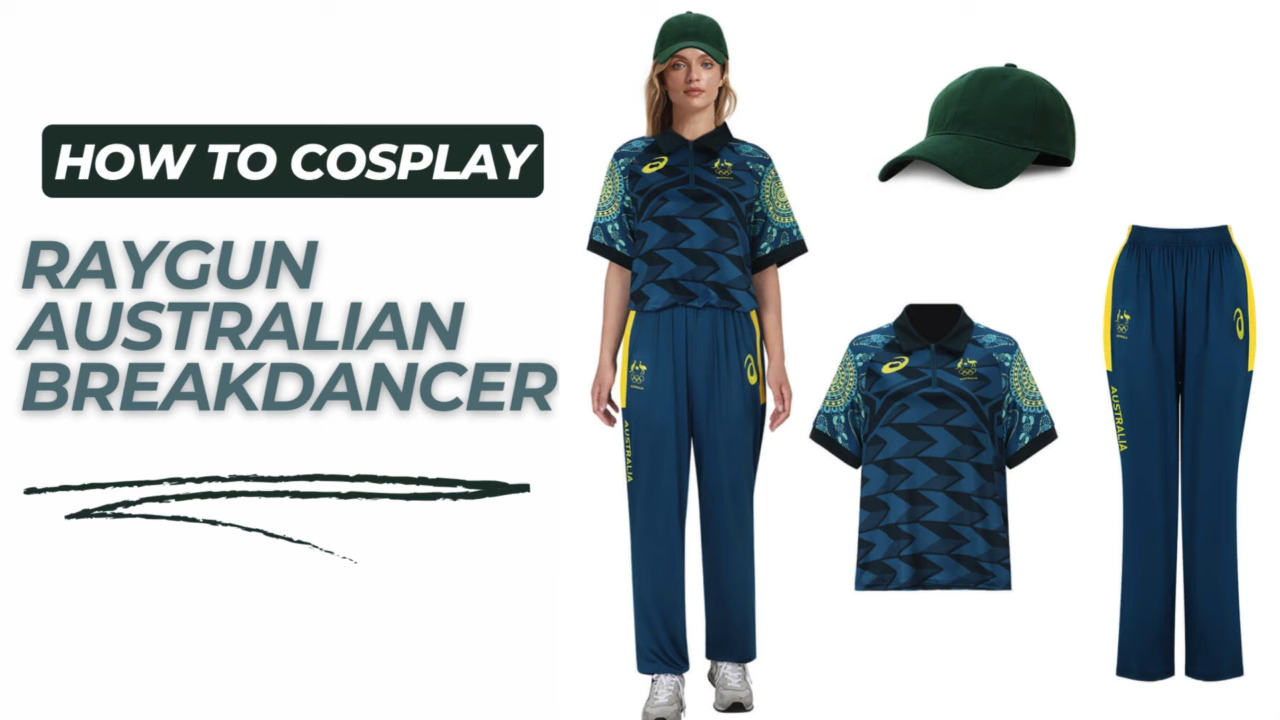 HOW TO COSPLAY
RAYGUN
AUSTRALIAN
BREAKDANCER
AUSTRALIA
AUSTRALIA